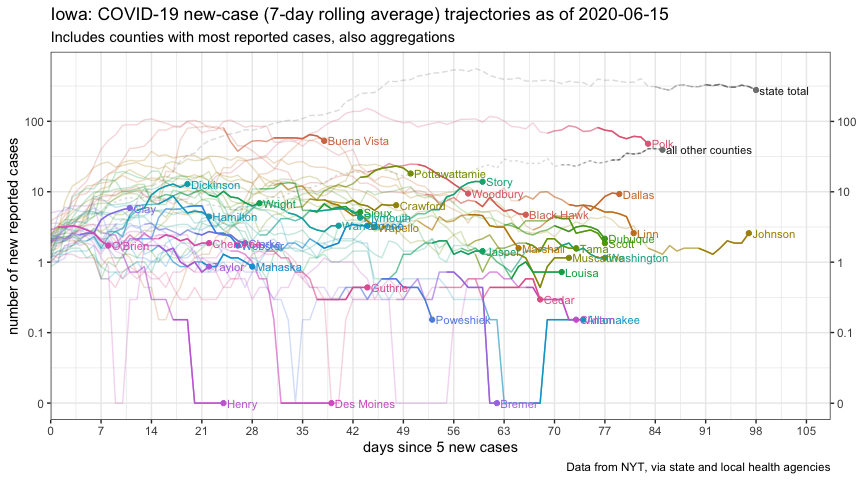 Iowa: COVID-19 new-case (7-day rolling average) trajectories as of 2020-06-15
Includes counties with most reported cases, also aggregations
number of new reported cases
100
10
1
0.1
0
100
10
1
0.1
0
state total
Polk
all other counties
Buena Vista
Pottawattamie
Story
Dickinson
Woodbury
Dallas
Wright
Crawford
Clay
Sioux
Black Hawk
Hamilton
Plymouth
Wapello
Linn
Johnson
Dubuque
Scott
O'Brien
Marshall
Tama
Jasper
Muscatine
Washington
Taylor
Mahaska
Louisa
Guthrie
Cedar
Poweshiek
Allamakee
Henry
Des Moines
Bremer
0 7 14 21 28 35 42 49 56 63 70 77 84 91 98 105
days since 5 new cases
Data from NYT, via state and local health agencies